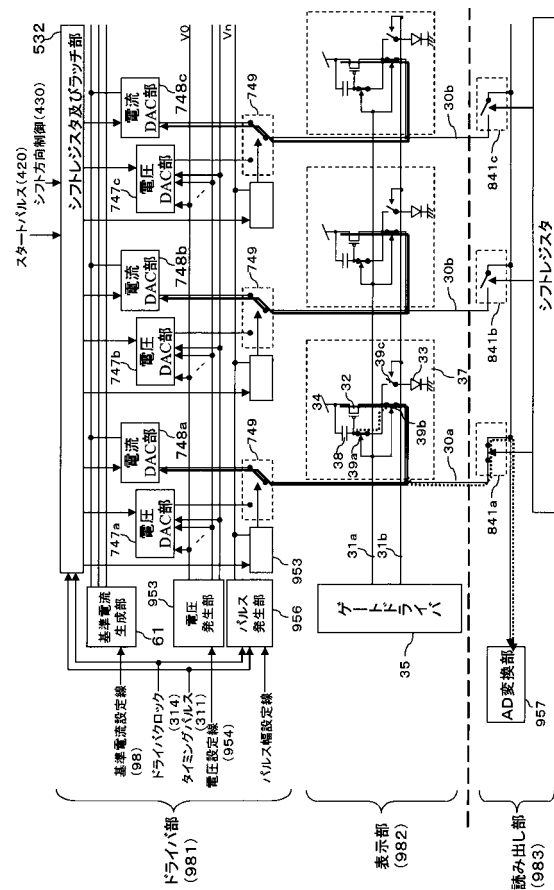 スタートパルス(420)
シフト方向制御(430)
シフトレジスタ及びラッチ部
532
基準電流設定線
(98)
基準電流
生成部
61
ドライバクロック
(314)
タイミングパルス
(311)
電圧設定線
(954)
電圧
発生部
953
パルス幅設定線
パルス
発生部
956
V0
Vn
電圧
DAC部
747a
電流
DAC部
748a
749
953
電圧
DAC部
747b
電流
DAC部
748b
749
電圧
DAC部
747c
電流
DAC部
748c
749
ドライバ部
(981)
ゲートドライバ
35
31a
31b
34
32
38
39a
39b
39c
33
37
30a
30b
30b
表示部
(982)
AD変換部
957
841a
841b
841c
シフトレジスタ
読み出し部
(983)